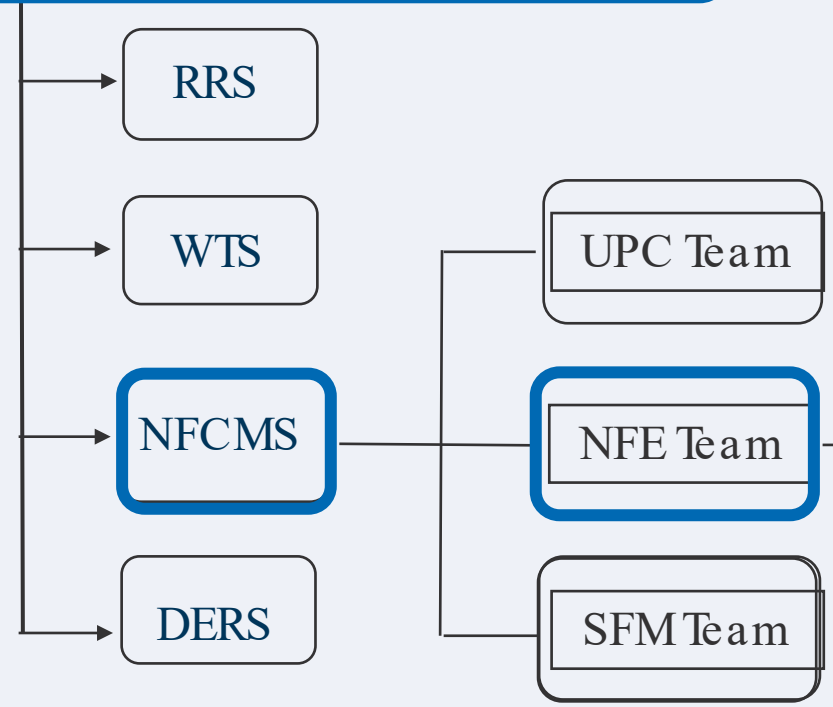 RRS
WTS
UPC Team
NFCMS
NFE Team
DERS
SFM Team